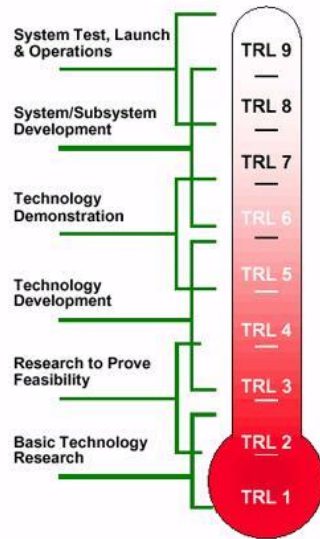 System Test, Launch
& Operations
System/Subsystem
Development
Technology
Demonstration
Technology
Development
Research to Prove
Feasibility
Basic Technology
Research
TRL 9
TRL 8
TRL 7
TRL 6
TRL 5
TRL 4
TRL 3
TRL 2
TRL 1